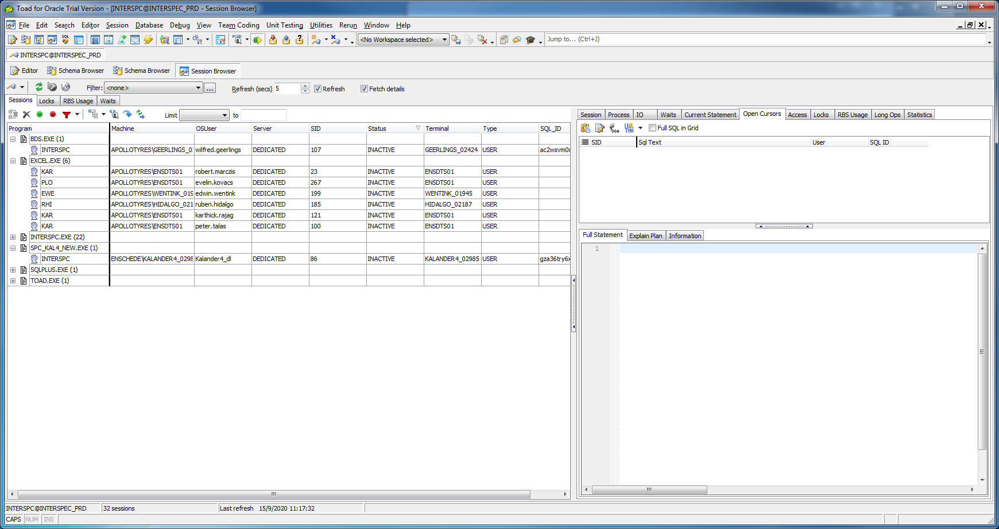 Toad for Oracle Trial Version - [INTERSPC@INTERSPEC_PRD - Session Browser]
File Edit Search Editor Session Database Debug View Team Coding Unit Testing Utilities Rerun Window Help
SQL <No Workspace selected> Jump to... (Ctrl+J)
INTERSPC@INTERSPEC_PRD
Editor Schema Browser Schema Browser Session Browser
Filter: <none> ... Refresh (secs) 5 Refresh Fetch details
Sessions Locks RBS Usage Waits
Limit to
Program Machine OSUser Server SID Status Terminal Type SQL_ID
BDS.EXE (1)
INTERSPC APOLLOTYRES\GEERLINGS_0 wilfred.geerlings DEDICATED 107 INACTIVE GEERLINGS_02424 USER ac2wsvm0
EXCEL.EXE (6)
KAR APOLLOTYRES\ENSDTS01 robert.marczis DEDICATED 23 INACTIVE ENSDTS01 USER
PLO APOLLOTYRES\ENSDTS01 evelin.kovacs DEDICATED 267 INACTIVE ENSDTS01 USER
EWE APOLLOTYRES\WENTINK_019 edwin.wentink DEDICATED 199 INACTIVE WENTINK_01945 USER
RHI APOLLOTYRES\HIDALGO_021 ruben.hidalgo DEDICATED 185 INACTIVE HIDALGO_02187 USER
KAR APOLLOTYRES\ENSDTS01 karthick.rajag DEDICATED 121 INACTIVE ENSDTS01 USER
KAR APOLLOTYRES\ENSDTS01 peter.talas DEDICATED 100 INACTIVE ENSDTS01 USER
INTERSPC.EXE (22)
SPC_KAL4_NEW.EXE (1)
INTERSPC ENSCHEDE\KALANDER4_0298 Kalander4_dl DEDICATED 86 INACTIVE KALANDER4_02985 USER gza36try6
SQLPLUS.EXE (1)
TOAD.EXE (1)
Session Process IO Waits Current Statement Open Cursors Access Locks RBS Usage Long Ops Statistics
SGA SQL Full SQL in Grid
SID Sql Text User SQL ID
Full Statement Explain Plan Information
1
INTERSPC@INTERSPEC_PRD 32 sessions Last refresh 15/9/2020 11:17:32
CAPS NUM INS